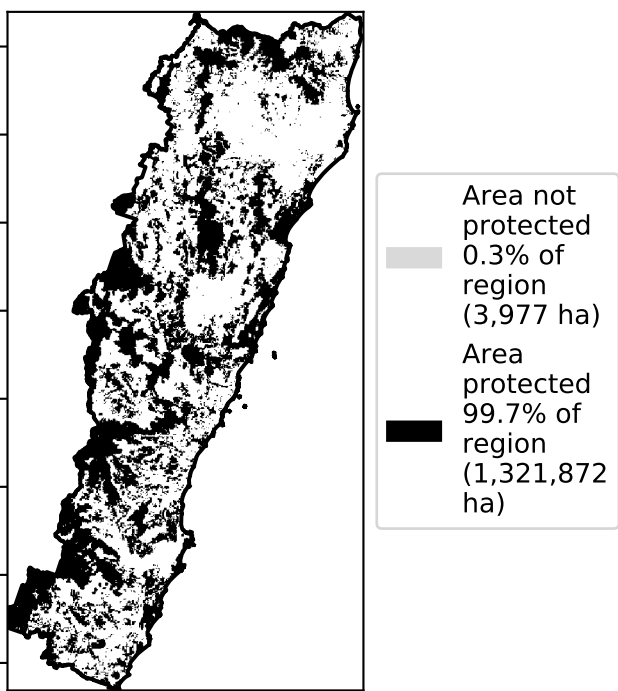 Area not
protected
0.3% of
region
(3,977 ha)
Area
protected
99.7% of
region
(1,321,872
ha)